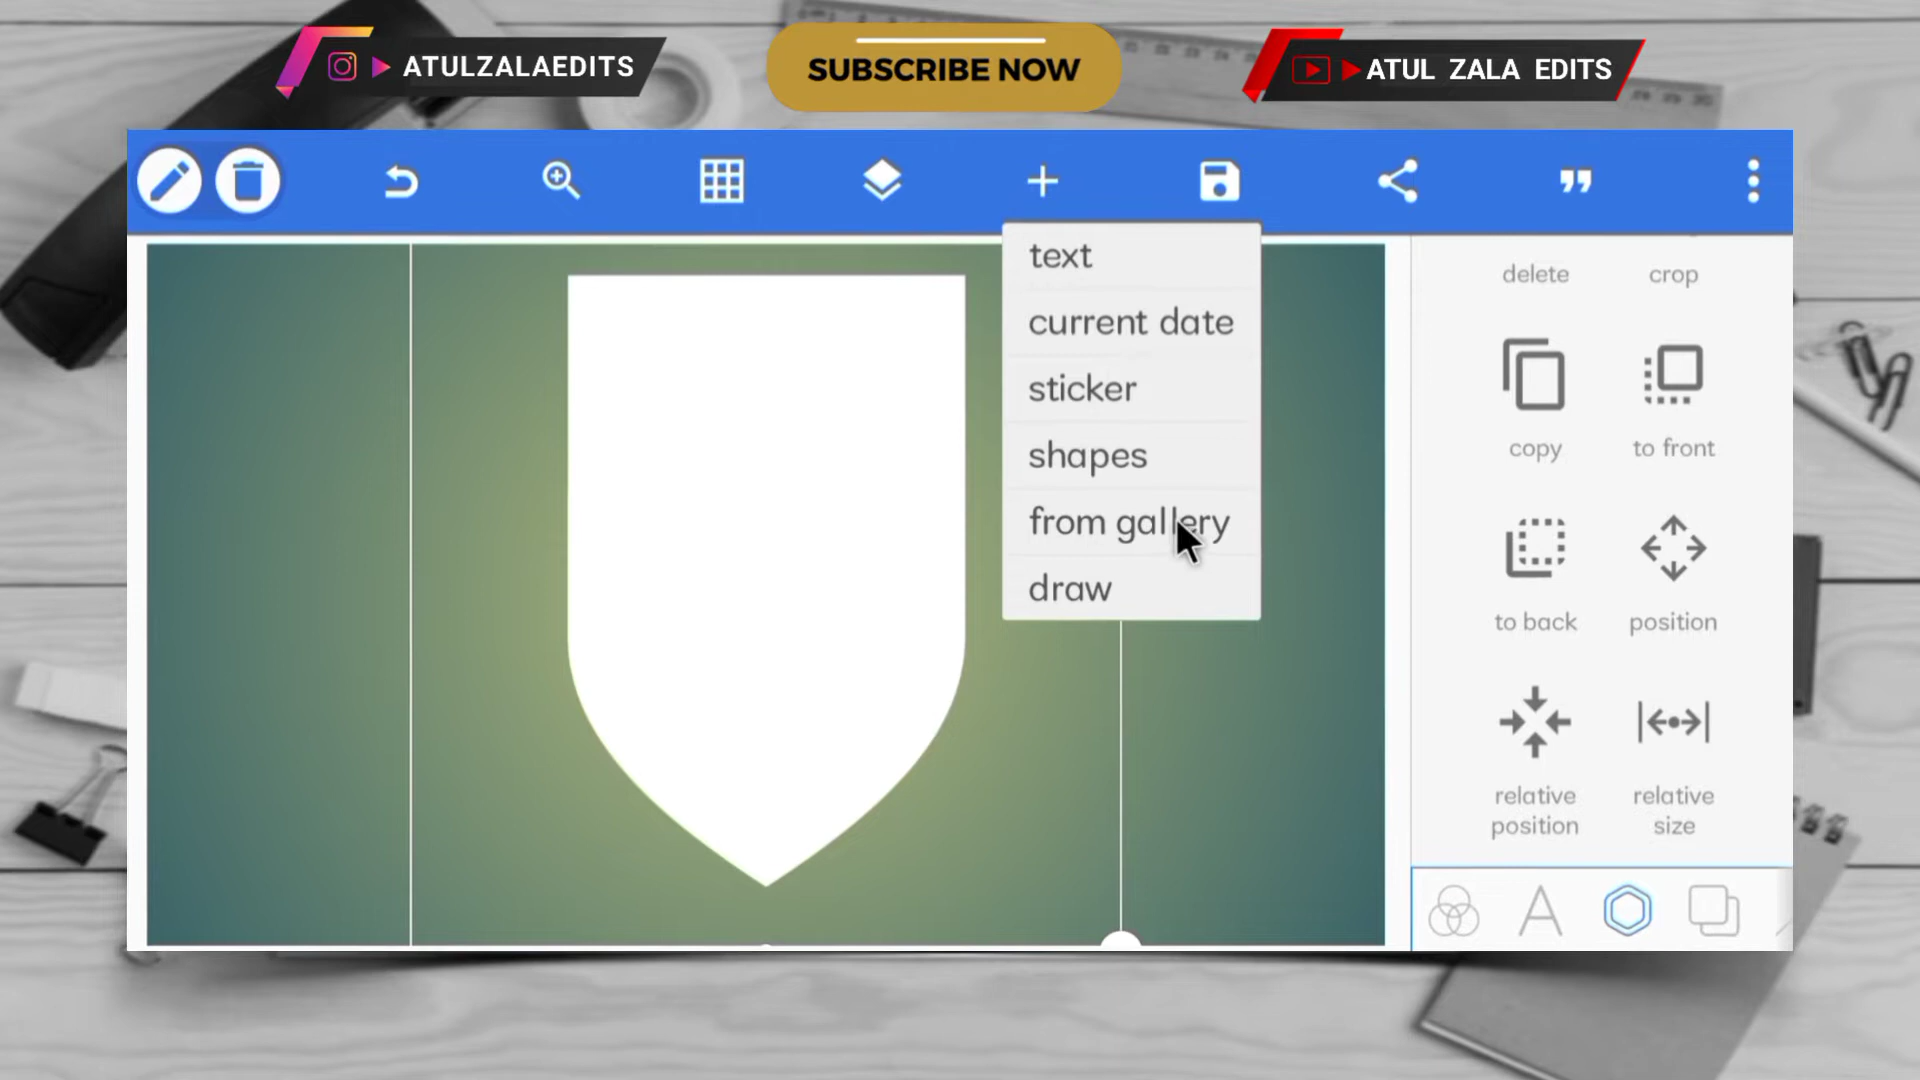 ATULZALAEDITS
SUBSCRIBE NOW
ATUL ZALA EDITS
text
current date
sticker
shapes
from gallery
draw
delete
crop
copy
to front
to back
position
relative
position
relative
size